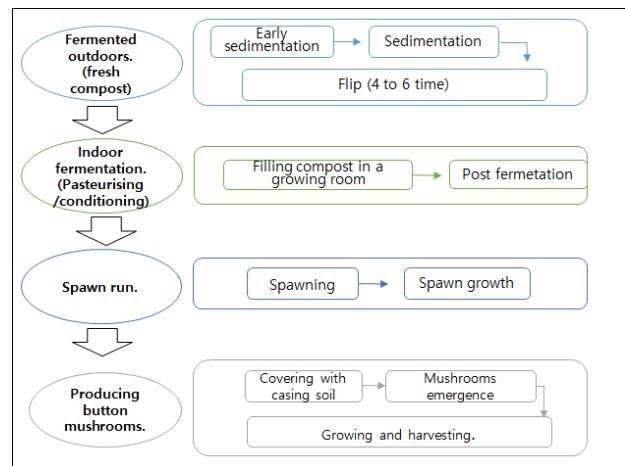 Fermented
outdoors.
(fresh
compost)
Early
sedimentation
Sedimentation
Flip (4 to 6 time)
Indoor
fermentation.
(Pasteurising
/conditioning)
Filling compost in a
growing room
Post fermetation
Spawn run.
Spawning
Spawn growth
Producing
button
mushrooms.
Covering with
casing soil
Mushrooms
emergence
Growing and harvesting.